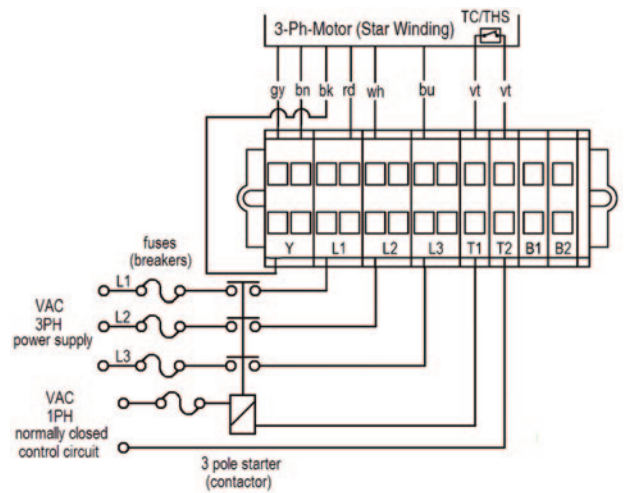 TC/THS
3-Ph-Motor (Star Winding)
gy bn bk rd wh bu vt vt
Y L1 L2 L3 T1 T2 B1 B2
fuses
(breakers)
L1
VAC
3PH
power supply
L2
L3
VAC
1PH
normally closed
control circuit
3 pole starter
(contactor)